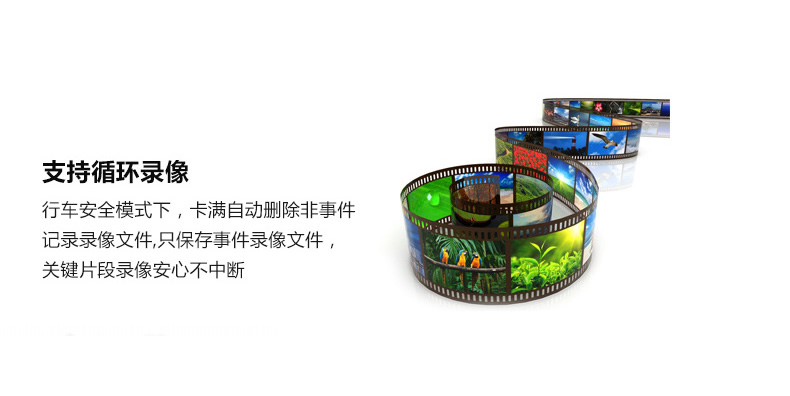 支持循环录像
行车安全模式下，卡满自动删除非事件
记录录像文件,只保存事件录像文件，
关键片段录像安心不中断